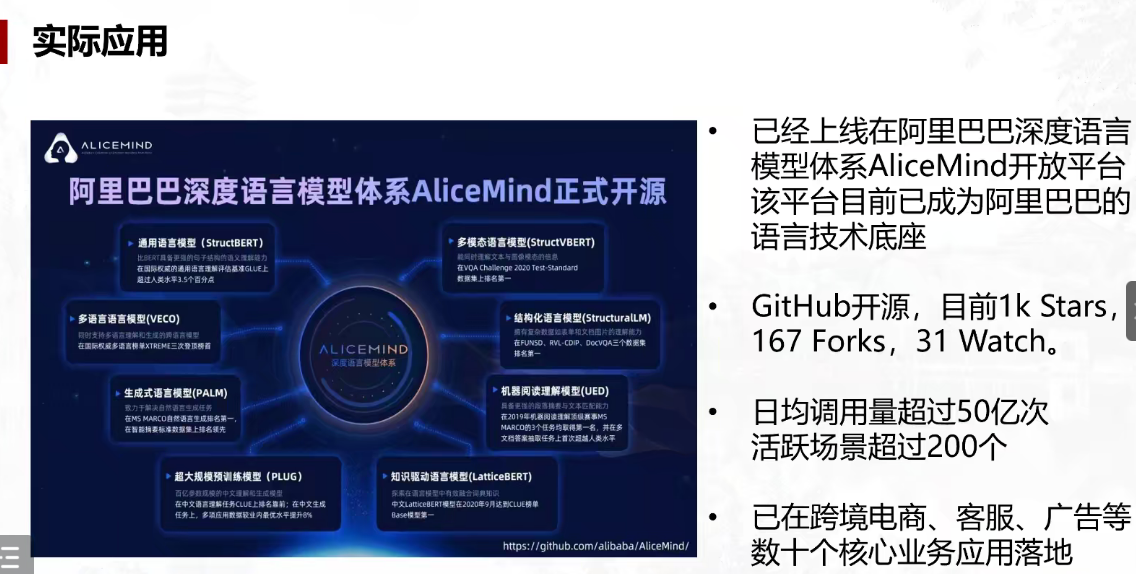 实际应用
ALICEMIND
阿里巴巴深度语言模型体系AliceMind正式开源
通用语言模型（StructBERT）
比BERT具备更强的句子结构的语义理解能力
在国际权威的通用语言理解评估基准GLUE上
超过人类水平3.5个百分点
多模态语言模型(StructVBERT)
能同时理解文本与图像模态的信息
在VQA Challenge 2020 Test-Standard
数据集上排名第一
多语言语言模型(VECO)
同时支持多语言理解和生成的跨语言模型
在国际权威多语言榜单XTREME三次登顶榜首
结构化语言模型(StructuralLM)
拥有复杂数据如表单和文档图片的理解能力
在FUNSD、RVL-CDIP、DocVQA三个数据集
排名第一
ALICEMIND
深度语言模型体系
生成式语言模型(PALM)
致力于解决自然语言生成任务
在MS MARCO自然语言生成排名第一，
在智能摘要标准数据集上排名领先
机器阅读理解模型(UED)
具备更强的段落摘要与文本匹配能力
在2019年机器阅读理解顶级赛事MS
MARCO的3个任务均取得第一名，并在多
文档答案抽取任务上首次超越人类水平
超大规模预训练模型（PLUG）
百亿参数规模的中文理解和生成模型
在中文语言理解任务CLUE上排名靠前；在中文生成
任务上，多项应用数据较业内最优水平提升8%
知识驱动语言模型(LatticeBERT)
探索在语言模型中有效融合词典知识
中文LatticeBERT模型在2020年9月达到CLUE榜单
Base模型第一
https://github.com/alibaba/AliceMind/
• 已经上线在阿里巴巴深度语言
模型体系AliceMind开放平台
该平台目前已成为阿里巴巴的
语言技术底座
• GitHub开源，目前1k Stars，
167 Forks，31 Watch。
• 日均调用量超过50亿次
活跃场景超过200个
• 已在跨境电商、客服、广告等
数十个核心业务应用落地